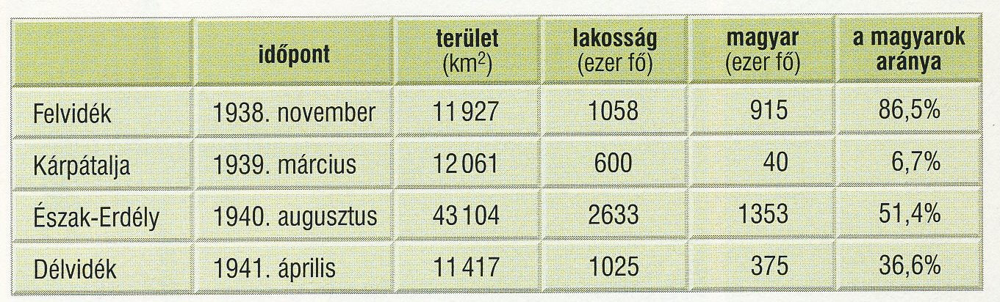 időpont terület (km²) lakosság (ezer fő) magyar (ezer fő) a magyarok aránya
Felvidék 1938. november 11 927 1058 915 86,5%
Kárpátalja 1939. március 12 061 600 40 6,7%
Észak-Erdély 1940. augusztus 43 104 2633 1353 51,4%
Délvidék 1941. április 11 417 1025 375 36,6%